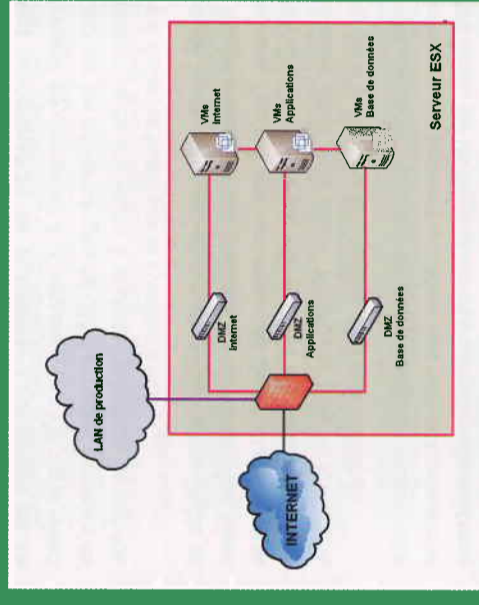 LAN de production
INTERNET
DMZ
Internet
DMZ
Applications
DMZ
Base de données
VMs
Internet
VMs
Applications
VMs
Base de données
Serveur ESX